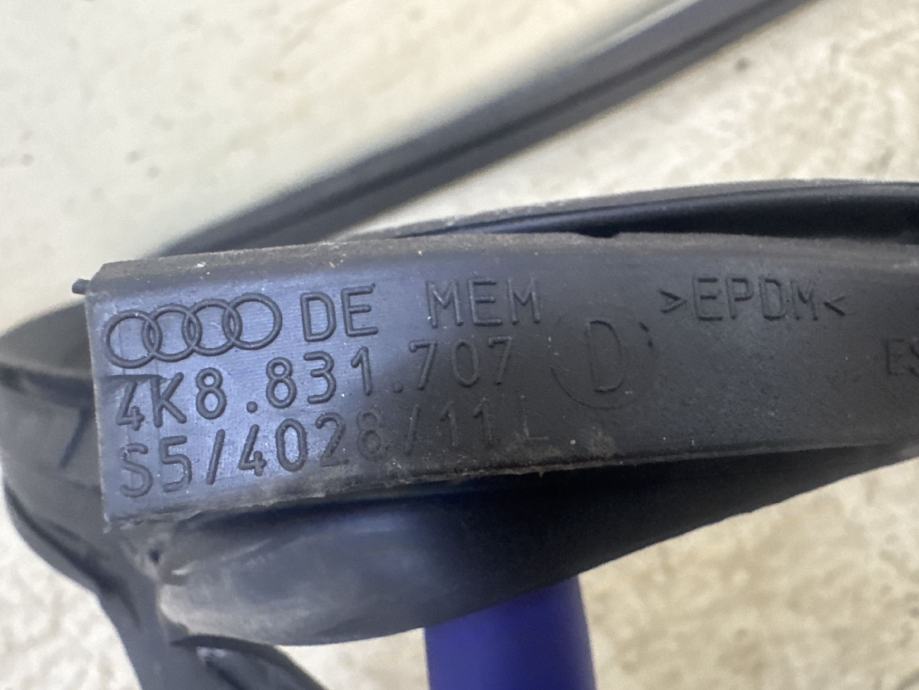 DE MEM
4K8.831.707
S5/4028/11L
D
>EPDM<